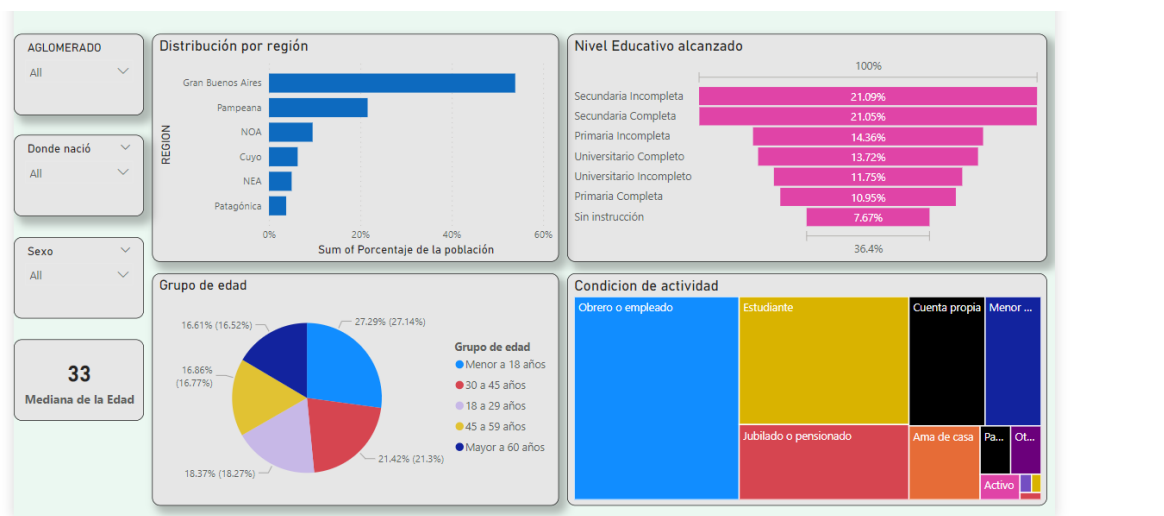 AGLOMERADO
All
Donde nació
All
Sexo
All
33
Mediana de la Edad
Distribución por región
REGION
Gran Buenos Aires
Pampeana
NOA
Cuyo
NEA
Patagónica
0% 20% 40% 60%
Sum of Porcentaje de la población
Nivel Educativo alcanzado
100%
Secundaria Incompleta 21.09%
Secundaria Completa 21.05%
Primaria Incompleta 14.36%
Universitario Completo 13.72%
Universitario Incompleto 11.75%
Primaria Completa 10.95%
Sin instrucción 7.67%
36.4%
Grupo de edad
16.61% (16.52%)
27.29% (27.14%)
16.86%
(16.77%)
18.37% (18.27%)
21.42% (21.3%)
Grupo de edad
Menor a 18 años
30 a 45 años
18 a 29 años
45 a 59 años
Mayor a 60 años
Condicion de actividad
Obrero o empleado
Estudiante
Cuenta propia
Menor ...
Jubilado o pensionado
Ama de casa
Pa...
Ot...
Activo